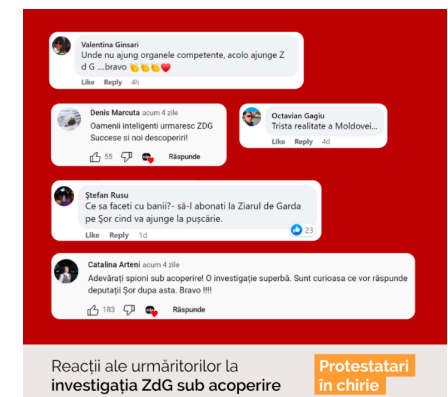 Valentina Ginsari
Unde nu ajung organele competente, acolo ajunge Z
d G ....bravo 👏👏👏❤️
Like Reply 4h
Denis Marcuta acum 4 zile
Oamenii inteligenti urmaresc ZDG
Succese si noi descoperiri!
55 Răspunde
Octavian Gagiu
Trista realitate a Moldovei...
Like Reply 4d
Ștefan Rusu
Ce sa faceti cu banii?- să-l abonati la Ziarul de Garda
pe Șor cind va ajunge la pușcărie.
Like Reply 1d
23
Catalina Arteni acum 4 zile
Adevărați spioni sub acoperire! O investigație superbă. Sunt curioasa ce vor răspunde
deputații Șor dupa asta. Bravo !!!!
183 Răspunde
Reacții ale urmăritorilor la
investigația ZdG sub acoperire
Protestatari
în chirie